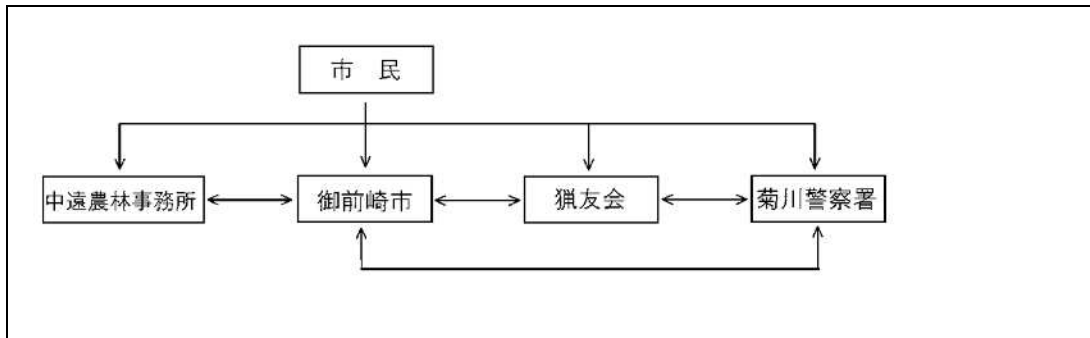 市 民
中遠農林事務所
御前崎市
猟友会
菊川警察署